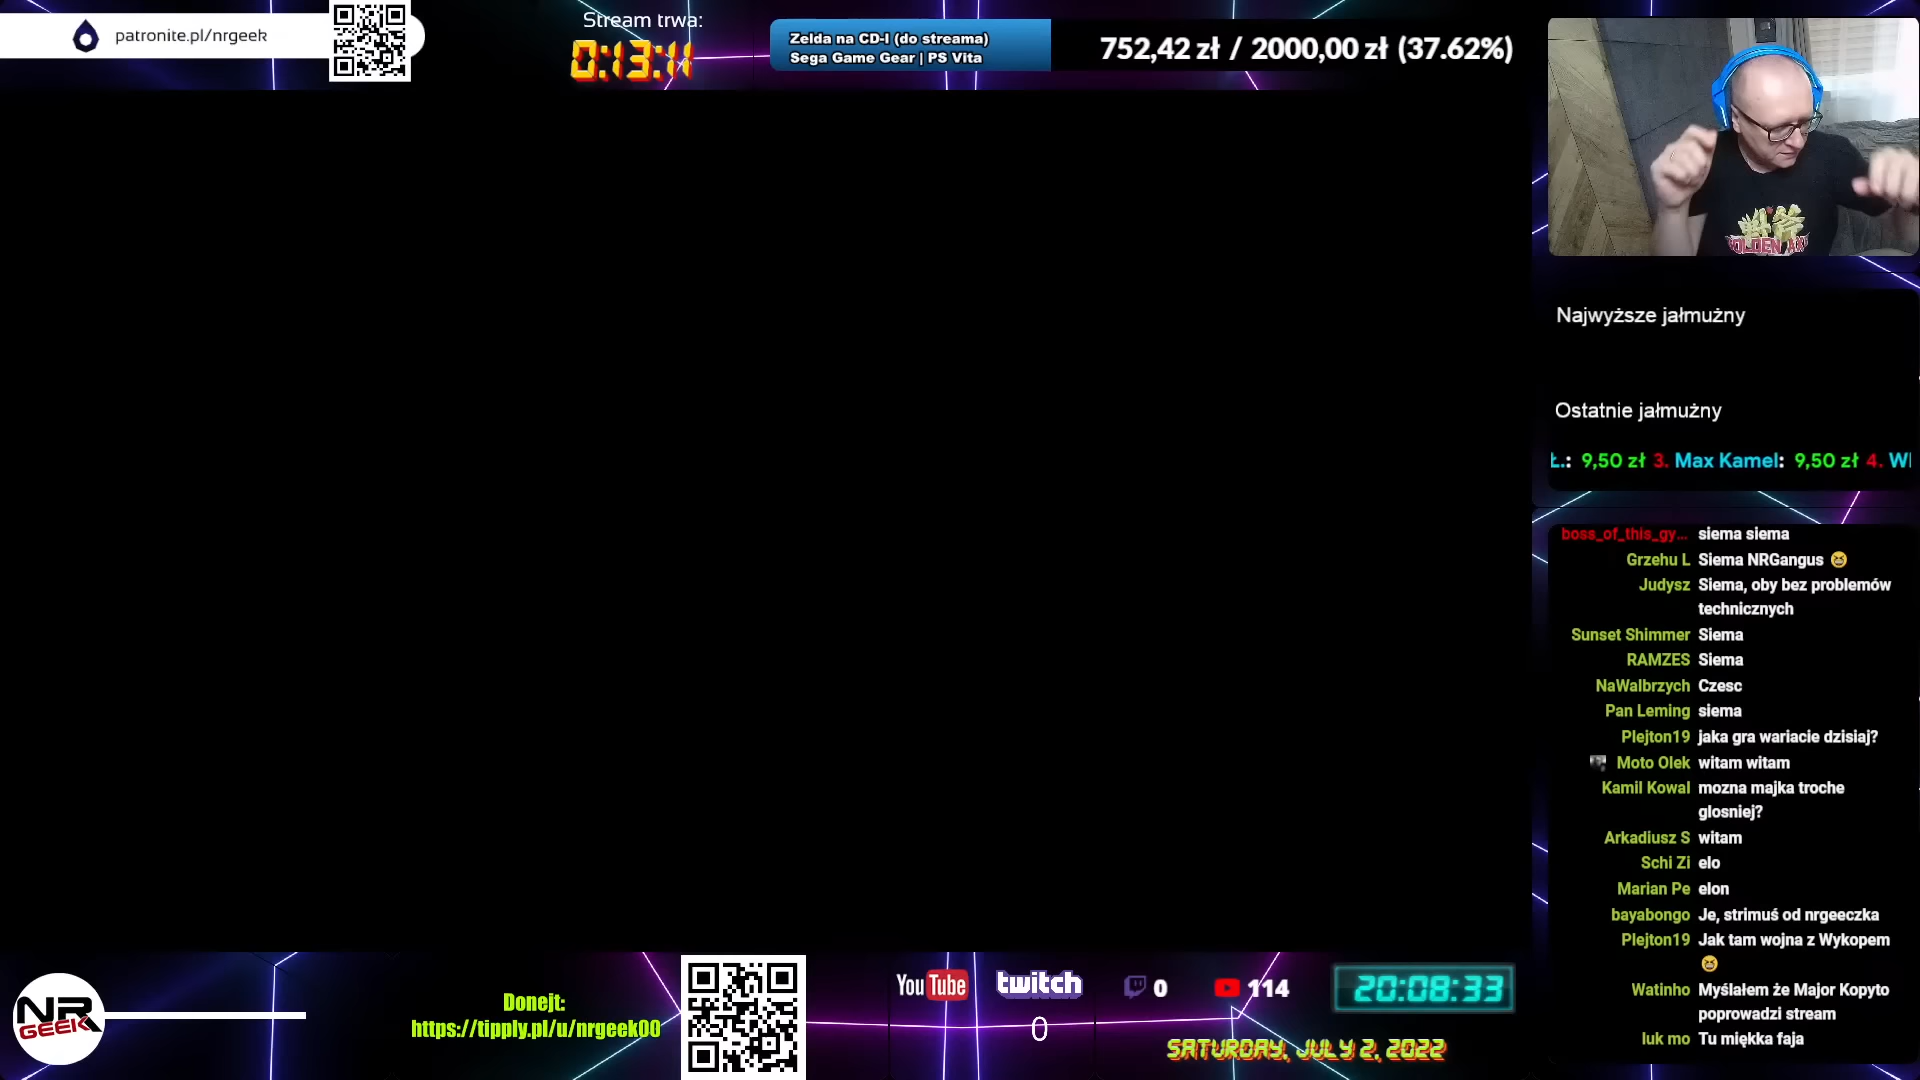 patronite.pl/nrgeek
Stream trwa:
0:13:11
Zelda na CD-I (do streama)
Sega Game Gear | PS Vita
752,42 zł / 2000,00 zł (37.62%)
GOLDEN AX
Najwyższe jałmużny
Ostatnie jałmużny
Ł.: 9,50 zł 3. Max Kamel: 9,50 zł 4.
boss_of_this_gy... siema siema
Grzehu L Siema NRGangus 😆
Judysz Siema, oby bez problemów
technicznych
Sunset Shimmer Siema
RAMZES Siema
NaWalbrzych Czesc
Pan Leming siema
Plejton19 jaka gra wariacie dzisiaj?
Moto Olek witam witam
Kamil Kowal mozna majka troche
glosniej?
Arkadiusz S witam
Schi Zi elo
Marian Pe elon
bayabongo Je, strimuś od nrgeeczka
Plejton19 Jak tam wojna z Wykopem
😆
Watinho Myślałem że Major Kopyto
poprowadzi stream
luk mo Tu miękka faja
NR
GEEK
Donejt:
https://tipply.pl/u/nrgeek00
YouTube twitch 0 114
0
20:08:33
SATURDAY, JULY 2, 2022